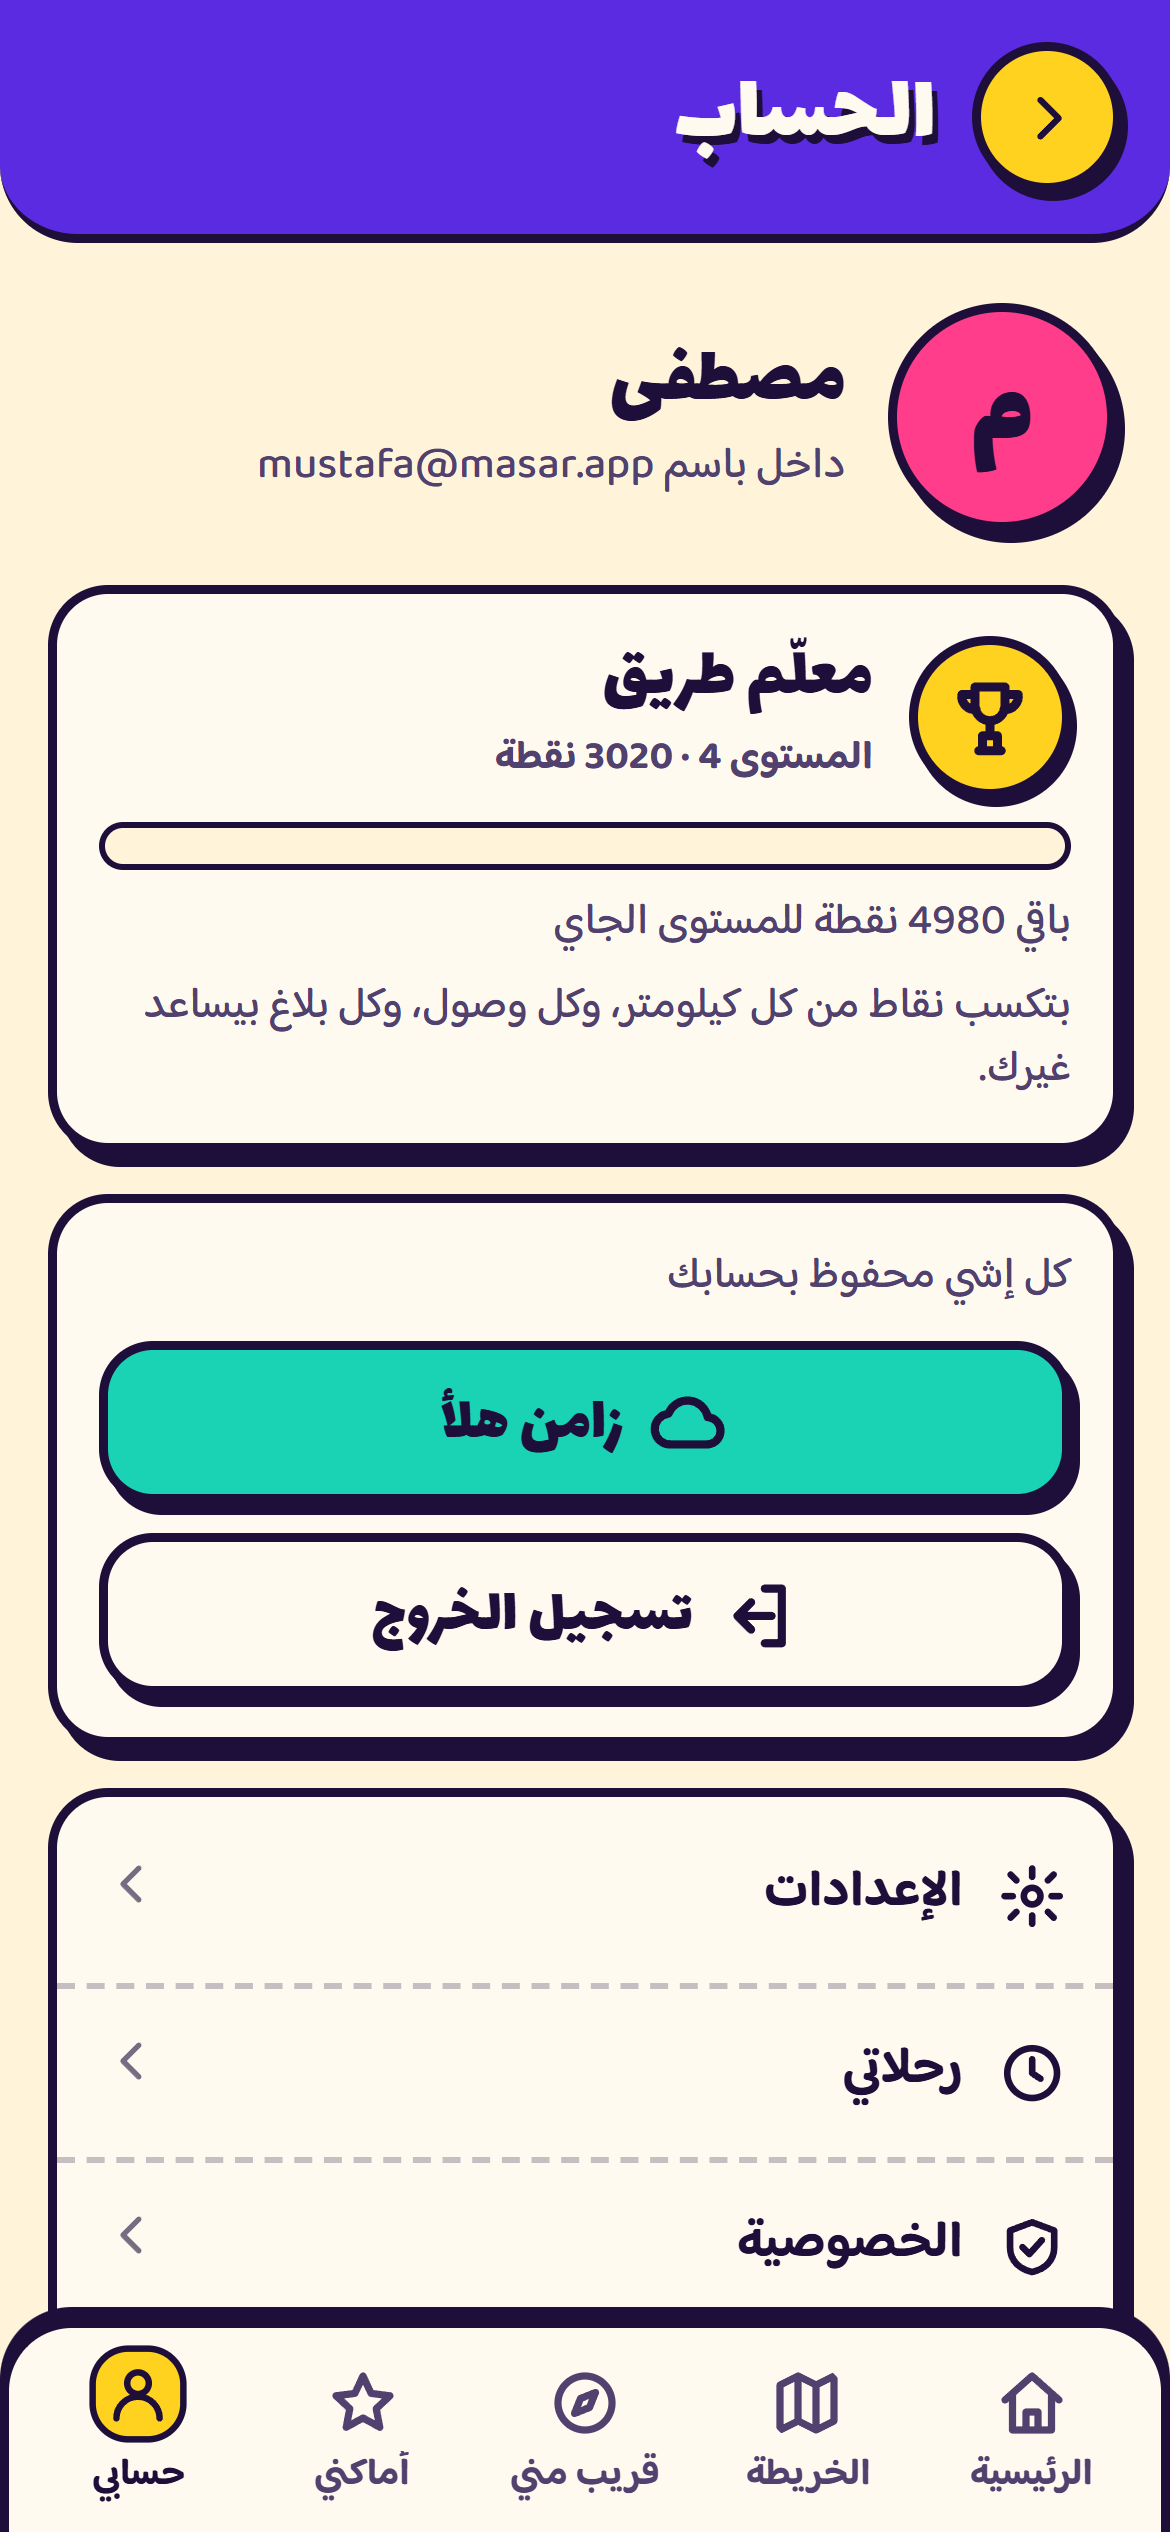 الحساب
م
مصطفى
داخل باسم mustafa@masar.app
معلّم طريق
المستوى 4 · 3020 نقطة
باقي 4980 نقطة للمستوى الجاي
بتكسب نقاط من كل كيلومتر، وكل وصول، وكل بلاغ بيساعد
غيرك.
كل إشي محفوظ بحسابك
زامن هلأ
تسجيل الخروج
الإعدادات
رحلاتي
الخصوصية
الرئيسية
الخريطة
قريب مني
أماكني
حسابي